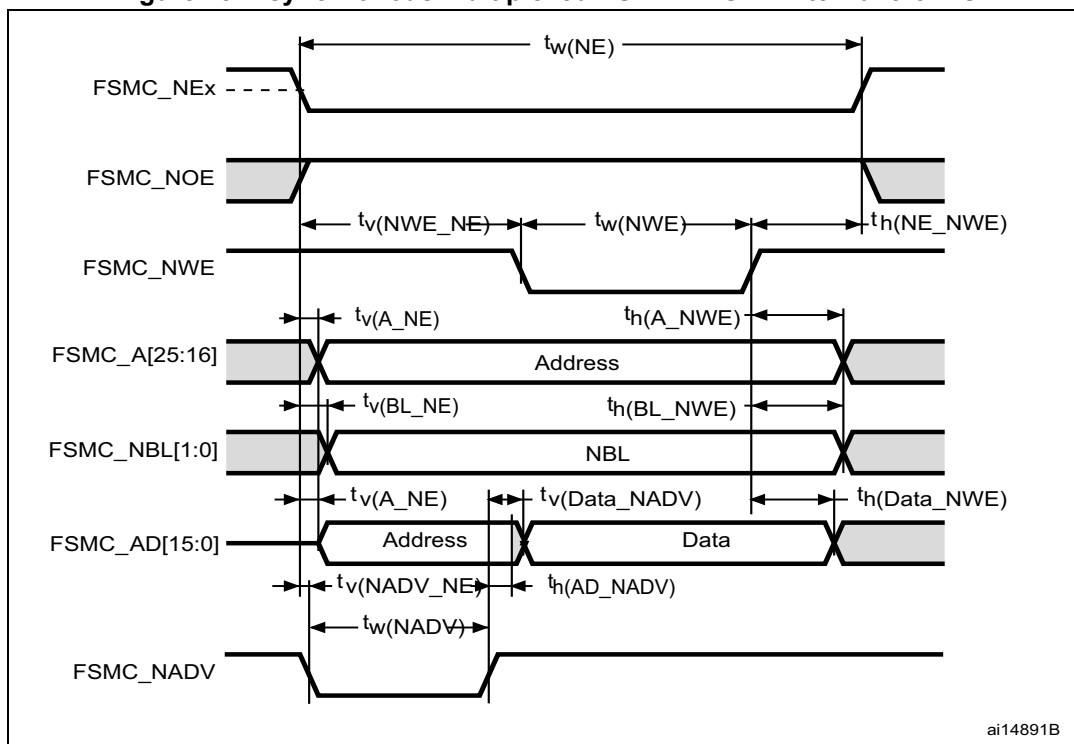 tw(NE)
FSMC_NEx
FSMC_NOE
tv(NWE_NE)
tw(NWE)
th(NE_NWE)
FSMC_NWE
tv(A_NE)
th(A_NWE)
FSMC_A[25:16]
Address
tv(BL_NE)
th(BL_NWE)
FSMC_NBL[1:0]
NBL
tv(A_NE)
tv(Data_NADV)
th(Data_NWE)
FSMC_AD[15:0]
Address
Data
tv(NADV_NE)
th(AD_NADV)
tw(NADV)
FSMC_NADV
ai14891B